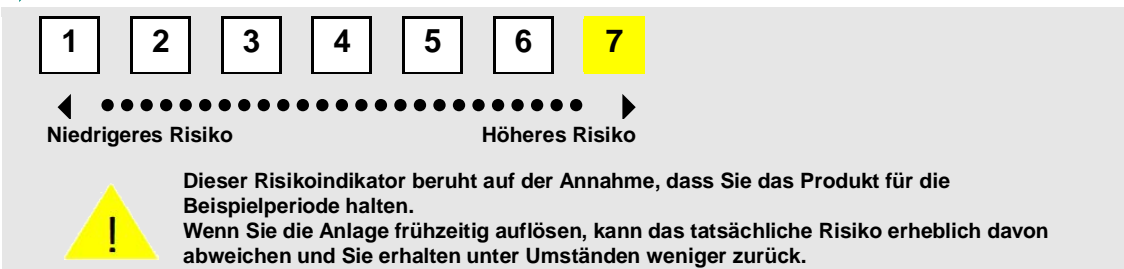 1 2 3 4 5 6 7
Niedrigeres Risiko Höheres Risiko
Dieser Risikoindikator beruht auf der Annahme, dass Sie das Produkt für die
Beispielperiode halten.
!
Wenn Sie die Anlage frühzeitig auflösen, kann das tatsächliche Risiko erheblich davon
abweichen und Sie erhalten unter Umständen weniger zurück.